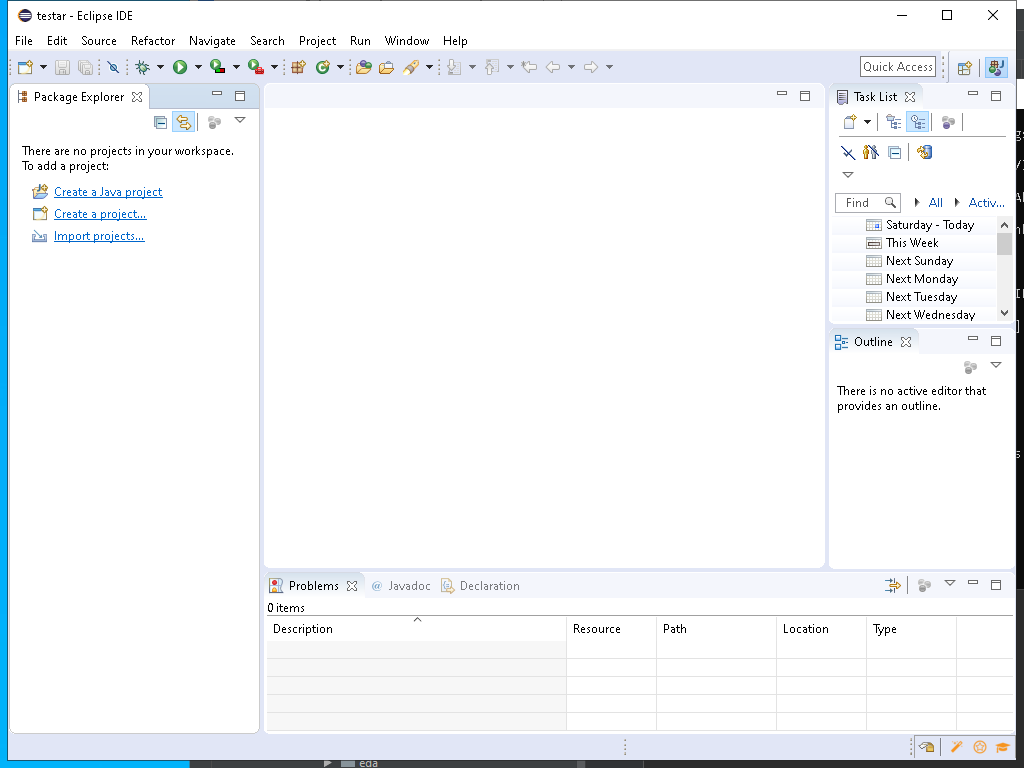 testar - Eclipse IDE
File Edit Source Refactor Navigate Search Project Run Window Help
Quick Access
Package Explorer
There are no projects in your workspace.
To add a project:
Create a Java project
Create a project...
Import projects...
Task List
Find All Activ...
Saturday - Today
This Week
Next Sunday
Next Monday
Next Tuesday
Next Wednesday
Outline
There is no active editor that
provides an outline.
Problems @ Javadoc Declaration
0 items
Description Resource Path Location Type
eda